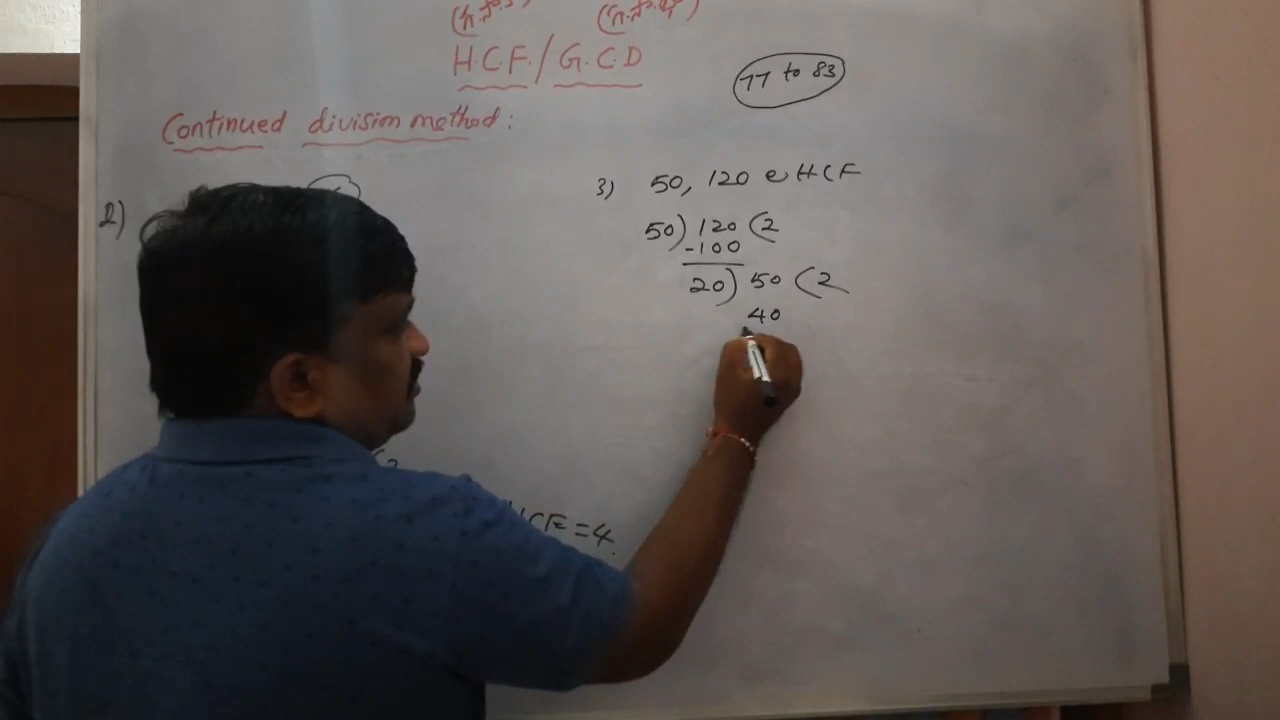 H.C.F. / G.C.D
77 to 83
Continued division method:
2)
3) 50, 120 e HCF
50) 120 (2
-100
20) 50 (2
40
HCF = 4.